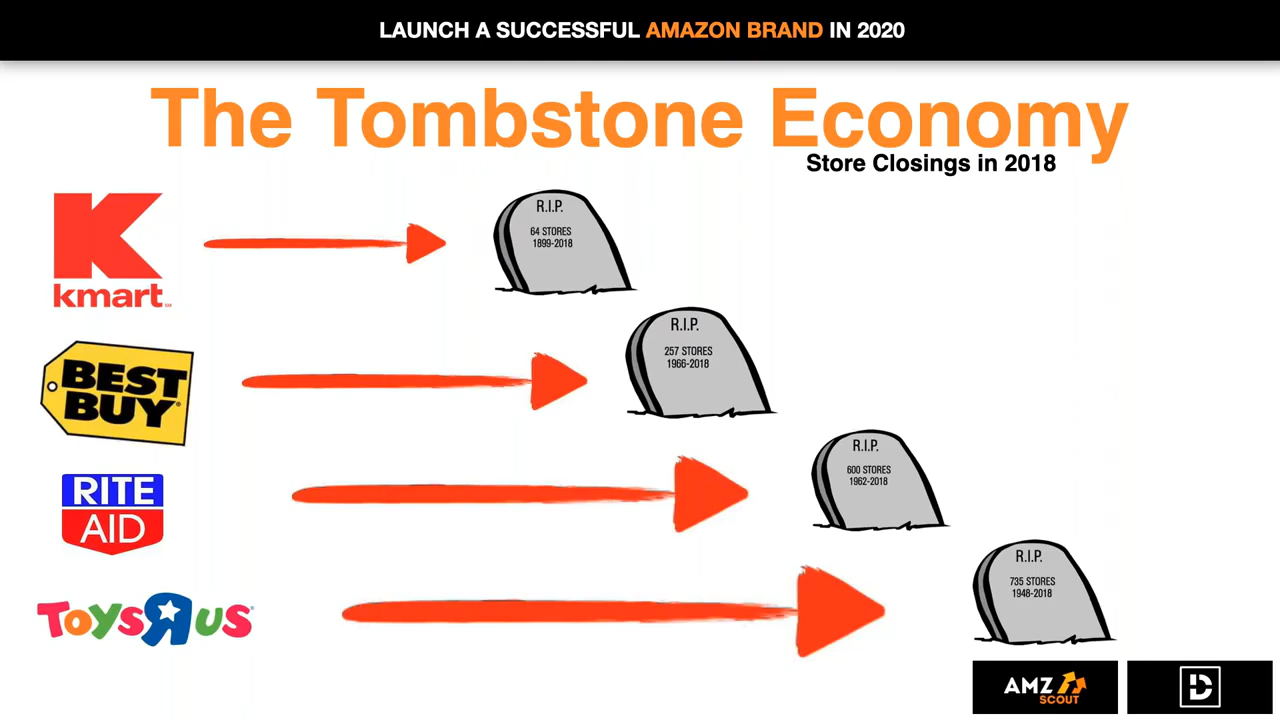 LAUNCH A SUCCESSFUL AMAZON BRAND IN 2020
The Tombstone Economy
Store Closings in 2018
K
kmart
R.I.P.
64 STORES
1899-2018
BEST
BUY
R.I.P.
257 STORES
1966-2018
RITE
AID
R.I.P.
600 STORES
1962-2018
TOYS R US
R.I.P.
735 STORES
1948-2018
AMZ
SCOUT
D